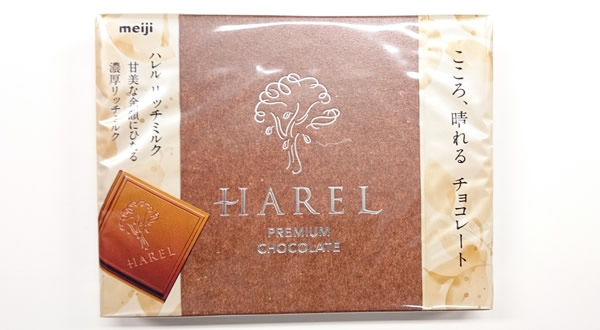 meiji
ハレル リッチミルク
甘美な余韻にひたる
濃厚リッチミルク
HAREL
PREMIUM
CHOCOLATE
HAREL
こころ、晴れる チョコレート